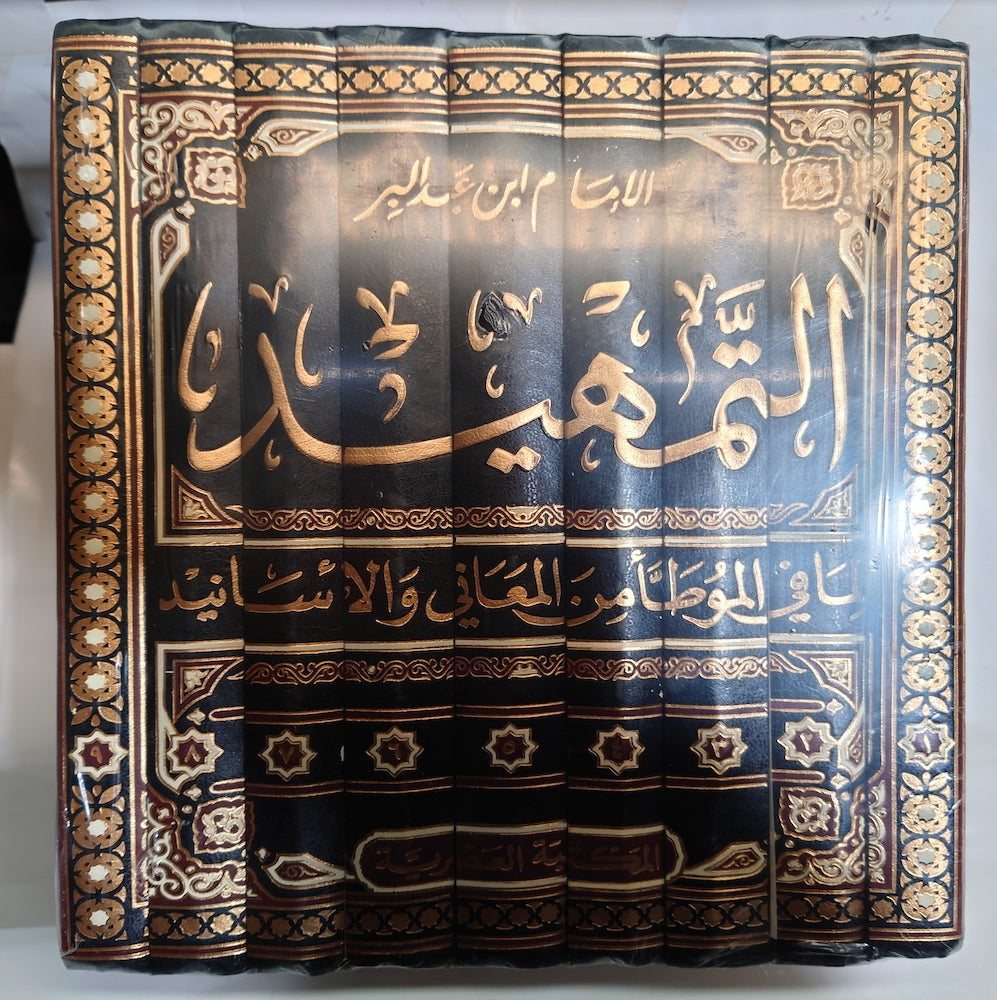 الإمام ابن عبد البر
التمهيد
لما في الموطأ من المعاني والأسانيد
١ ٢ ٣ ٤ ٥ ٦ ٧ ٨ ٩
المكتبة العصرية